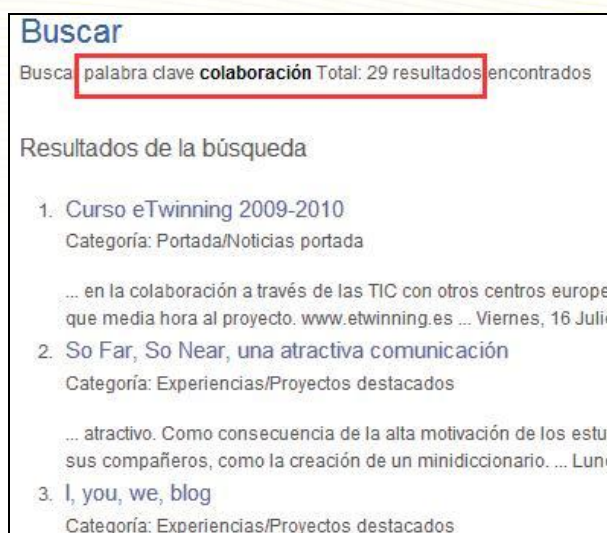 Buscar
Buscar palabra clave colaboración Total: 29 resultados encontrados
Resultados de la búsqueda
1. Curso eTwinning 2009-2010
Categoría: Portada/Noticias portada
... en la colaboración a través de las TIC con otros centros europe
que media hora al proyecto. www.etwinning.es ... Viernes, 16 Juli
2. So Far, So Near, una atractiva comunicación
Categoría: Experiencias/Proyectos destacados
... atractivo. Como consecuencia de la alta motivación de los estu
sus compañeros, como la creación de un minidiccionario. ... Lune
3. I, you, we, blog
Categoría: Experiencias/Proyectos destacados